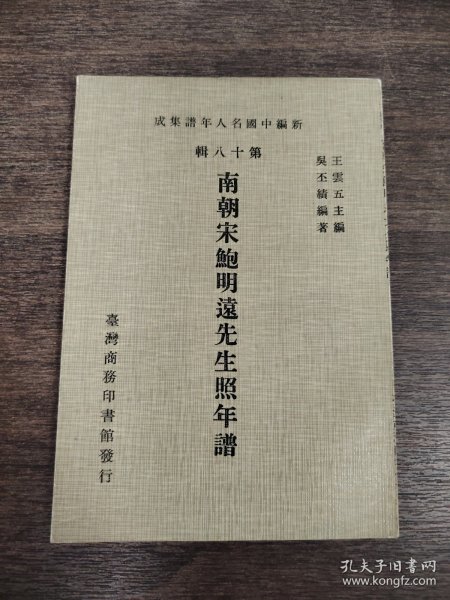 新編中國名人年譜集成
第十八輯
王雲五主編
吳丕績編著
南朝宋鮑明遠先生照年譜
臺灣商務印書館發行
孔夫子旧书网
www.kongfz.com